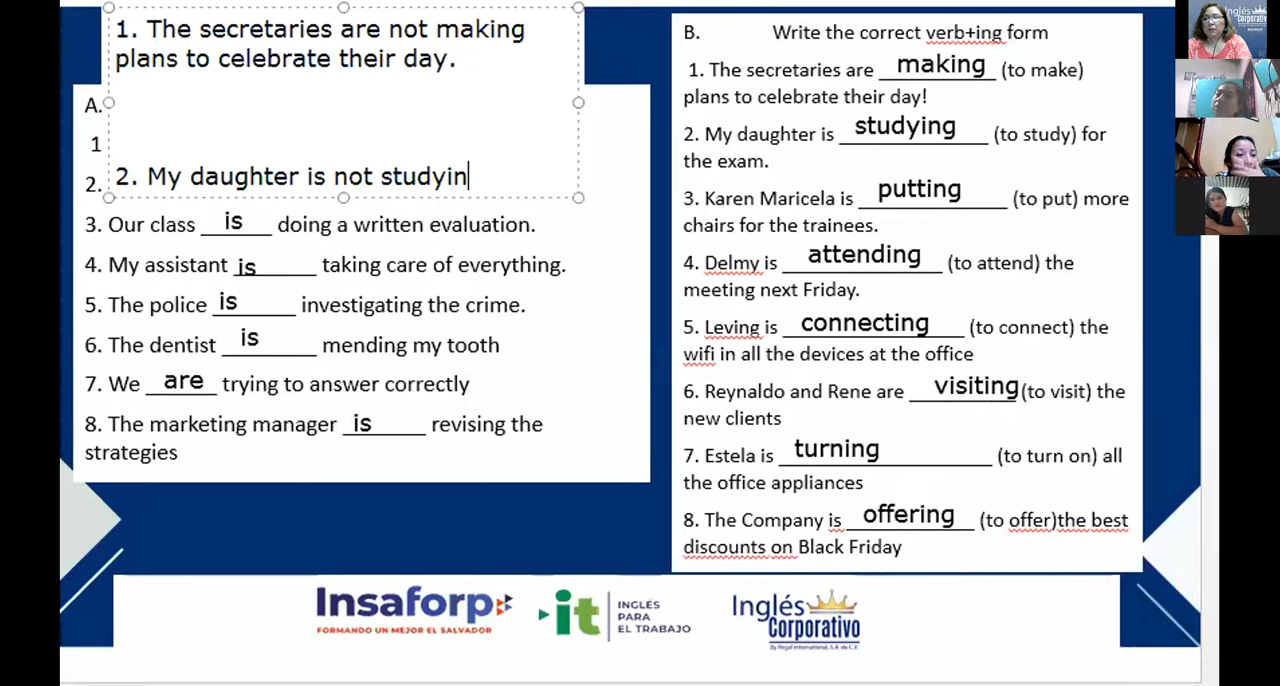 1. The secretaries are not making
plans to celebrate their day.
A.
1
2.
2. My daughter is not studyin
3. Our class is doing a written evaluation.
4. My assistant is taking care of everything.
5. The police is investigating the crime.
6. The dentist is mending my tooth
7. We are trying to answer correctly
8. The marketing manager is revising the
strategies
B. Write the correct verb+ing form
1. The secretaries are making (to make)
plans to celebrate their day!
2. My daughter is studying (to study) for
the exam.
3. Karen Maricela is putting (to put) more
chairs for the trainees.
4. Delmy is attending (to attend) the
meeting next Friday.
5. Leving is connecting (to connect) the
wifi in all the devices at the office
6. Reynaldo and Rene are visiting (to visit) the
new clients
7. Estela is turning (to turn on) all
the office appliances
8. The Company is offering (to offer)the best
discounts on Black Friday
Insaforp
FORMANDO UN MEJOR EL SALVADOR
it
INGLÉS
PARA
EL TRABAJO
Inglés
Corporativo
By Regal International, S.A. de C.V.
Inglés
Corporativo